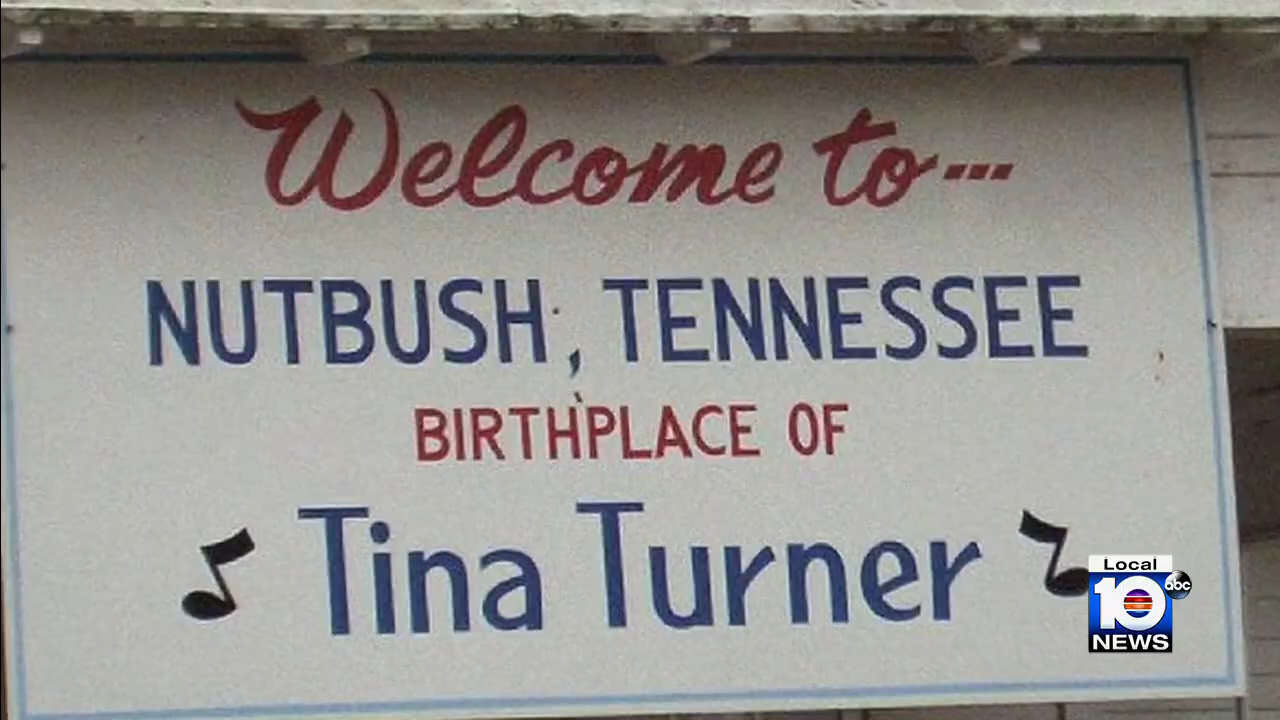 Welcome to---
NUTBUSH, TENNESSEE
BIRTHPLACE OF
Tina Turner
Local
10
abc
NEWS